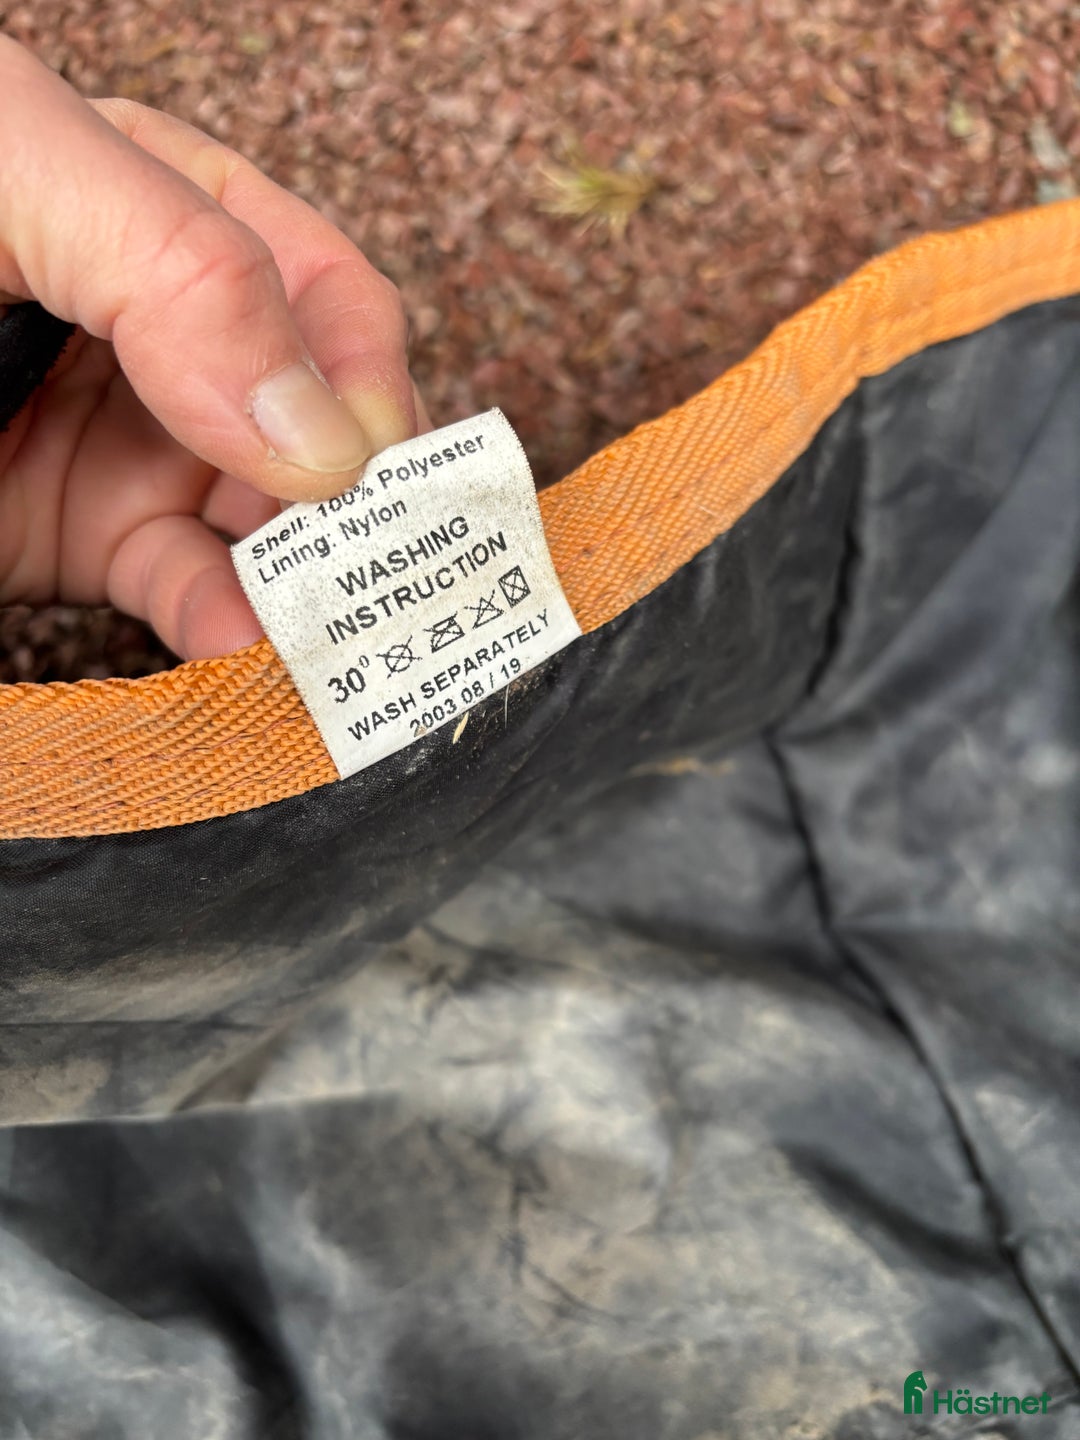 Shell: 100% Polyester
Lining: Nylon
WASHING
INSTRUCTION
30°
WASH SEPARATELY
2003 08 / 19
Hästnet